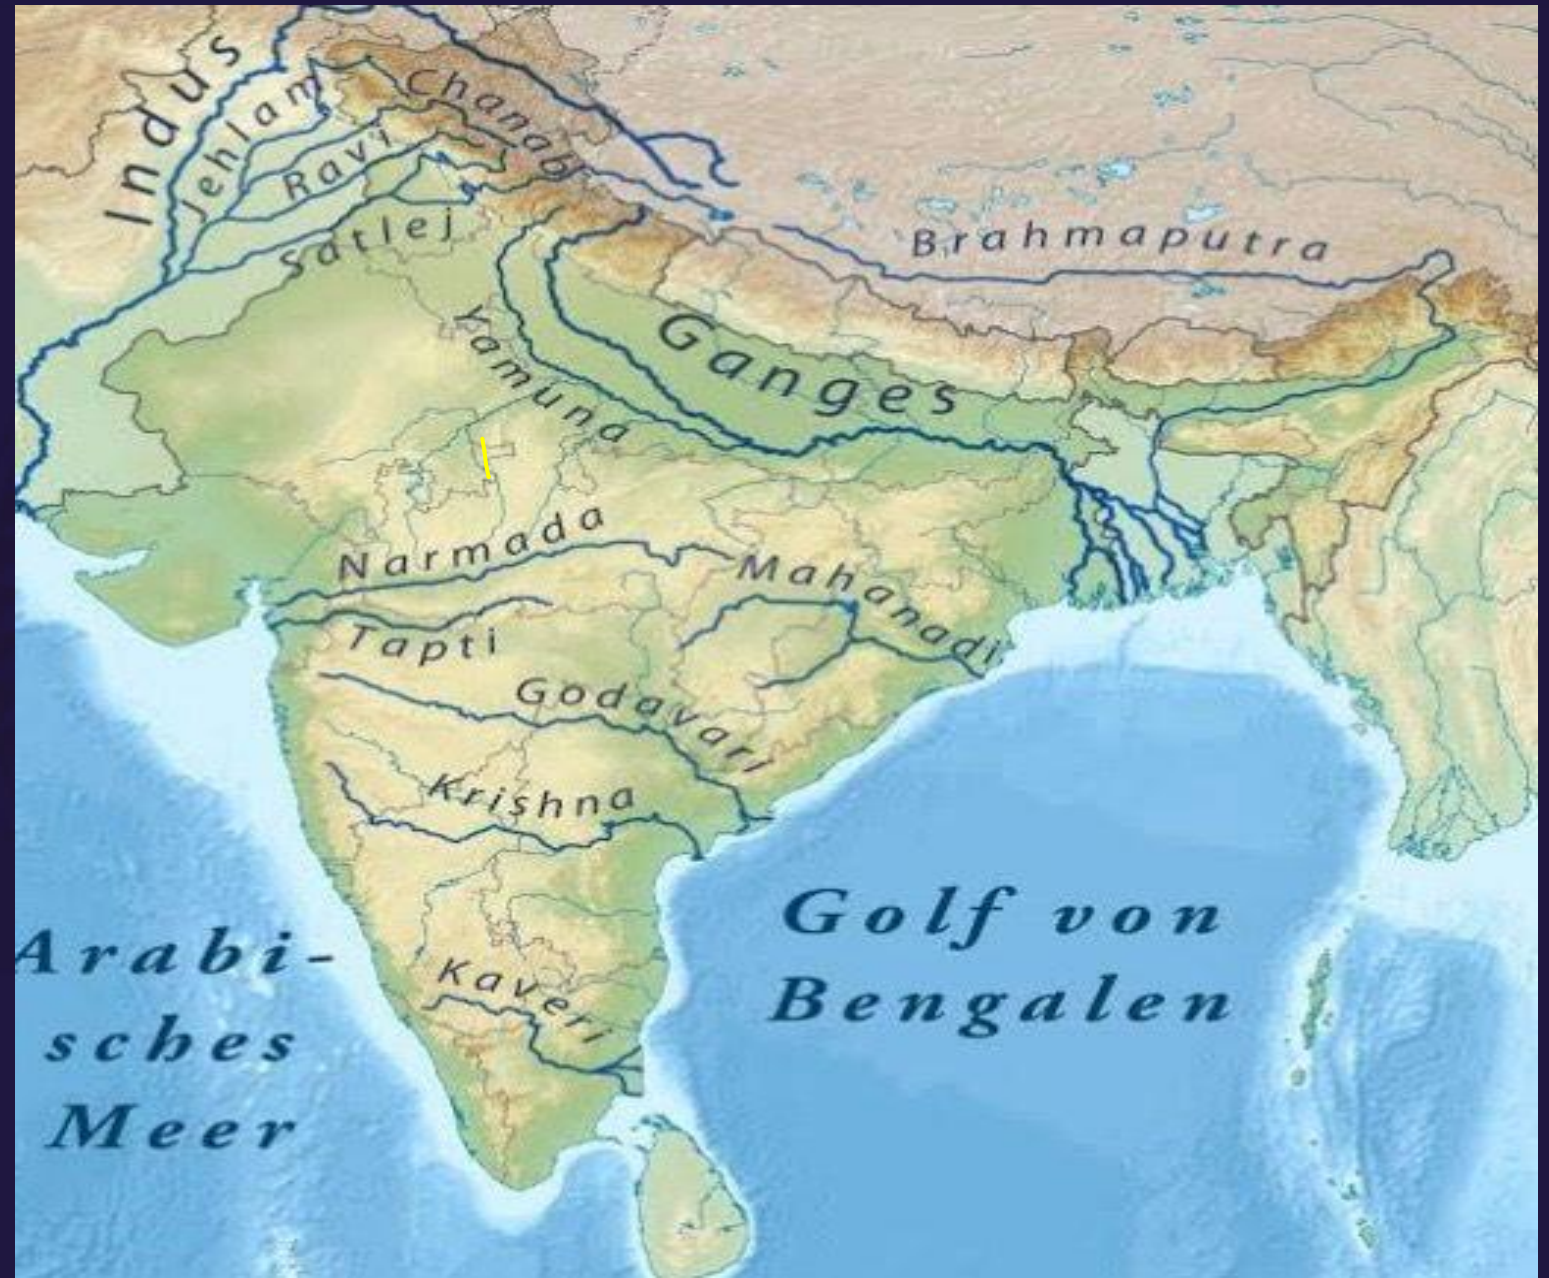 Indus
Jehlam
Chanab
Ravi
Satlej
Brahmaputra
Yamuna
Ganges
Narmada
Mahanadi
Tapti
Godavari
Krishna
Golf von
Bengalen
Kaveri
Arabi-
sches
Meer